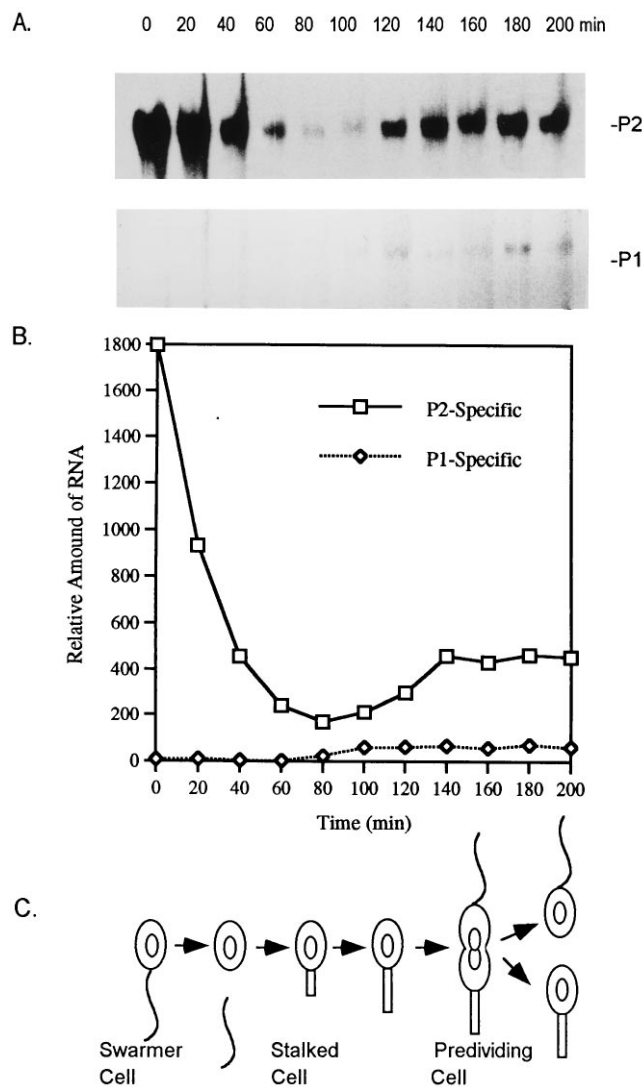 A.
0 20 40 60 80 100 120 140 160 180 200 min
-P2
-P1
B.
1800
1600
1400
1200
1000
800
600
400
200
0
Relative Amount of RNA
P2-Specific
P1-Specific
0 20 40 60 80 100 120 140 160 180 200
Time (min)
C.
Swarmer Stalked Predividing
Cell Cell Cell